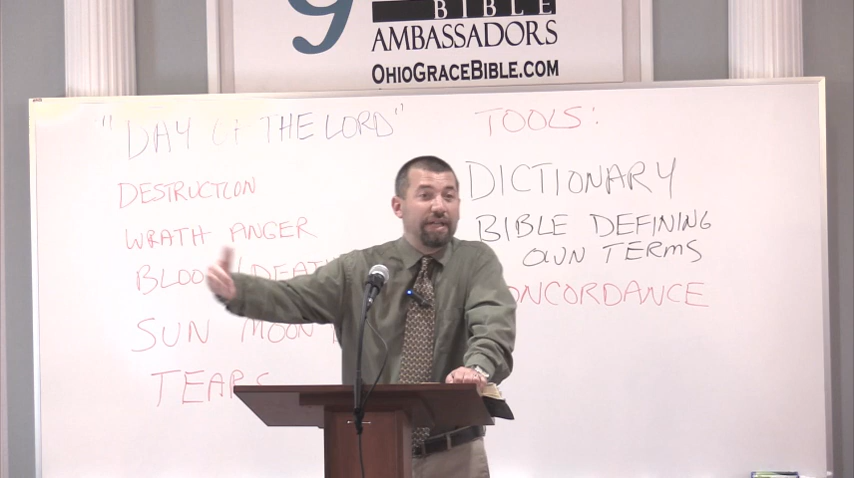 BIBLE
AMBASSADORS
OHIOGRACEBIBLE.COM
"DAY OF THE LORD"
DESTRUCTION
WRATH ANGER
SUN MOON
TEARS
TOOLS:
DICTIONARY
BIBLE DEFINING
OWN TERMS